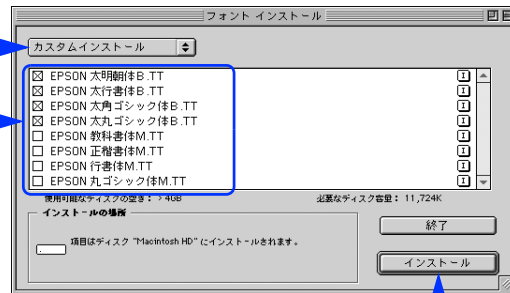 フォント インストール
カスタムインストール
EPSON 太明朝体B.TT
EPSON 太行書体B.TT
EPSON 太角ゴシック体B.TT
EPSON 太丸ゴシック体B.TT
EPSON 教科書体M.TT
EPSON 正楷書体M.TT
EPSON 行書体M.TT
EPSON 丸ゴシック体M.TT
使用可能なディスクの空き： > 4GB 必要なディスク容量： 11,724K
インストールの場所
項目はディスク "Macintosh HD" にインストールされます。
終了
インストール